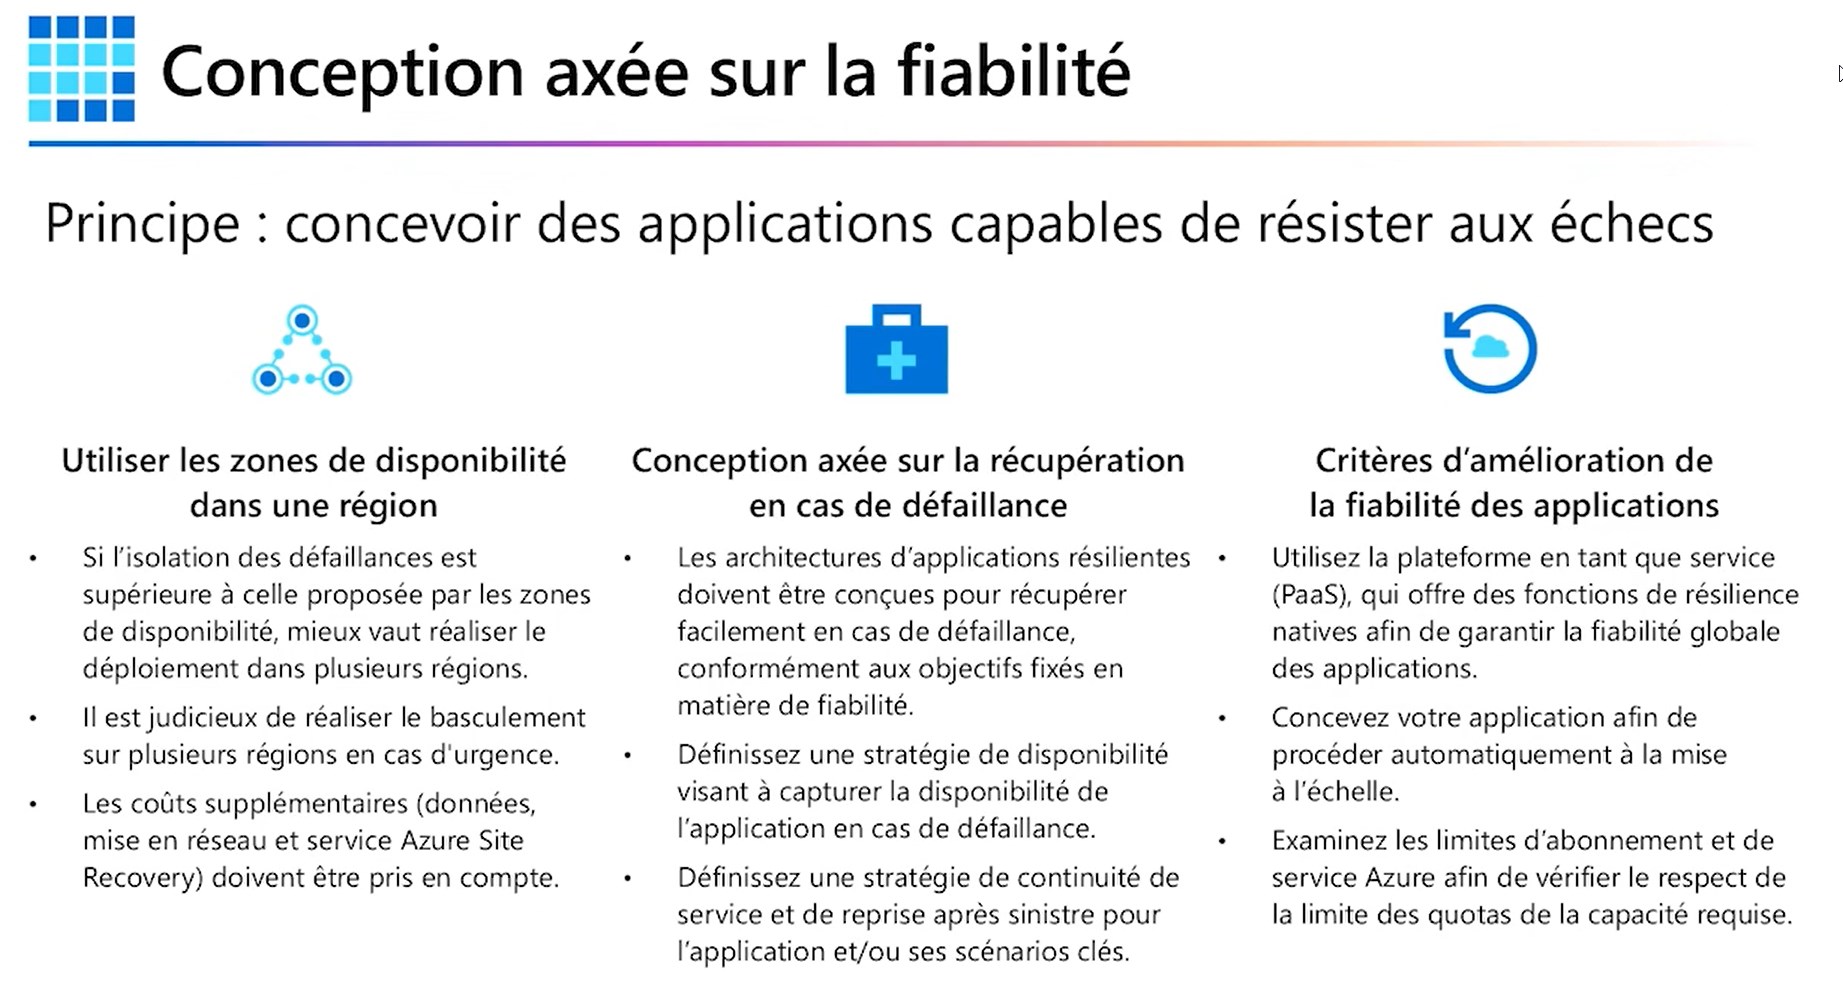 Conception axée sur la fiabilité
Principe : concevoir des applications capables de résister aux échecs
Utiliser les zones de disponibilité
dans une région
• Si l’isolation des défaillances est
supérieure à celle proposée par les zones
de disponibilité, mieux vaut réaliser le
déploiement dans plusieurs régions.
• Il est judicieux de réaliser le basculement
sur plusieurs régions en cas d'urgence.
• Les coûts supplémentaires (données,
mise en réseau et service Azure Site
Recovery) doivent être pris en compte.
Conception axée sur la récupération
en cas de défaillance
• Les architectures d’applications résilientes
doivent être conçues pour récupérer
facilement en cas de défaillance,
conformément aux objectifs fixés en
matière de fiabilité.
• Définissez une stratégie de disponibilité
visant à capturer la disponibilité de
l’application en cas de défaillance.
• Définissez une stratégie de continuité de
service et de reprise après sinistre pour
l’application et/ou ses scénarios clés.
Critères d’amélioration de
la fiabilité des applications
• Utilisez la plateforme en tant que service
(PaaS), qui offre des fonctions de résilience
natives afin de garantir la fiabilité globale
des applications.
• Concevez votre application afin de
procéder automatiquement à la mise
à l’échelle.
• Examinez les limites d’abonnement et de
service Azure afin de vérifier le respect de
la limite des quotas de la capacité requise.